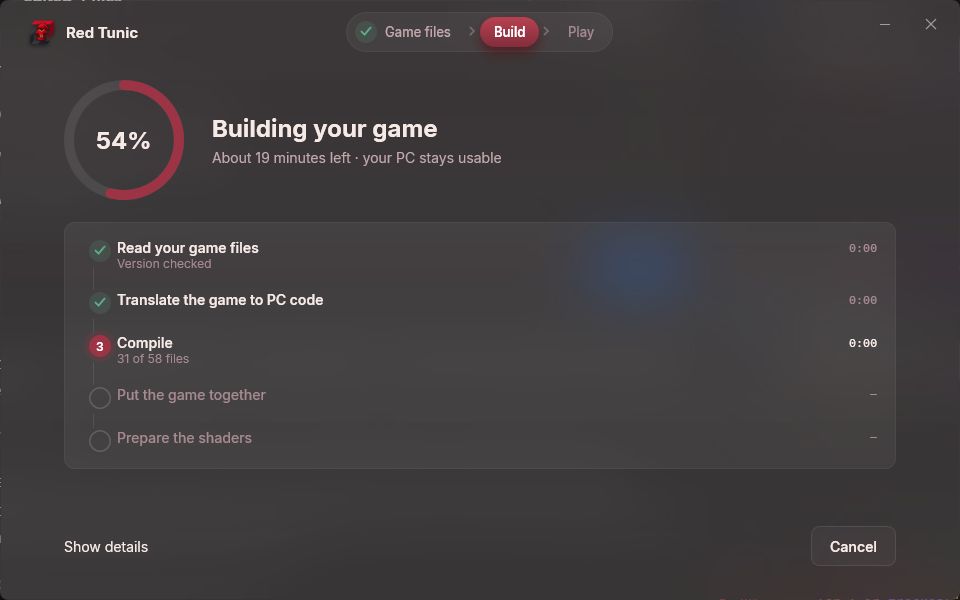 Red Tunic
Game files
Build
Play
54%
Building your game
About 19 minutes left · your PC stays usable
Read your game files
0:00
Version checked
Translate the game to PC code
0:00
3
Compile
0:00
31 of 58 files
Put the game together
–
Prepare the shaders
–
Show details
Cancel